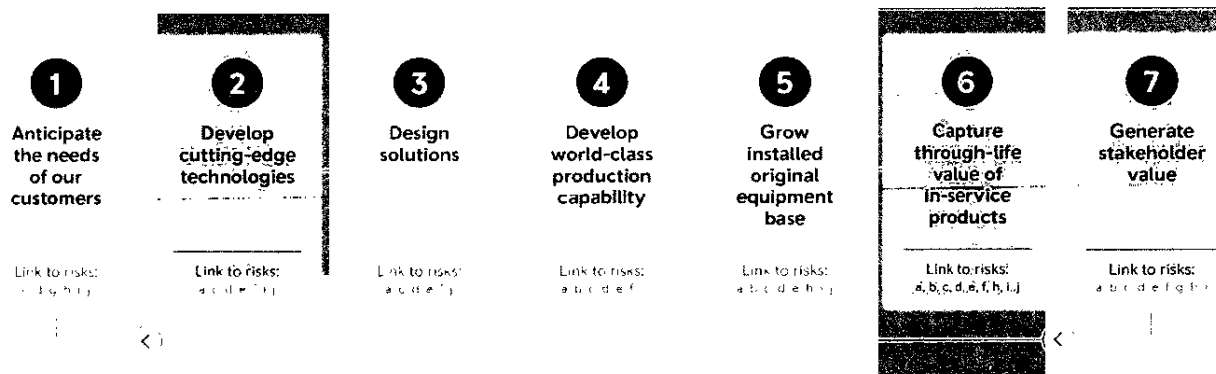 1
Anticipate
the needs
of our
customers
Link to risks:
2
Develop
cutting-edge
technologies
Link to risks:
3
Design
solutions
Link to risks:
4
Develop
world-class
production
capability
Link to risks:
5
Grow
installed
original
equipment
base
Link to risks:
6
Capture
through-life
value of
in-service
products
Link to risks:
a, b, c, d, e, f, h, i, j
7
Generate
stakeholder
value
Link to risks: